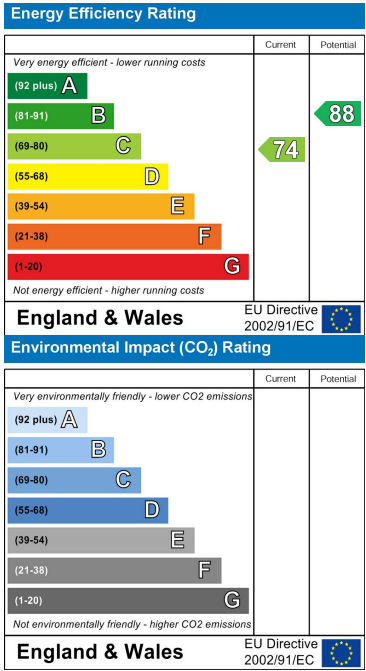 Energy Efficiency Rating
Current Potential
Very energy efficient - lower running costs
(92 plus) A
(81-91) B
88
(69-80) C
74
(55-68) D
(39-54) E
(21-38) F
(1-20) G
Not energy efficient - higher running costs
England & Wales
EU Directive
2002/91/EC
Environmental Impact (CO₂) Rating
Current Potential
Very environmentally friendly - lower CO2 emissions
(92 plus) A
(81-91) B
(69-80) C
(55-68) D
(39-54) E
(21-38) F
(1-20) G
Not environmentally friendly - higher CO2 emissions
England & Wales
EU Directive
2002/91/EC